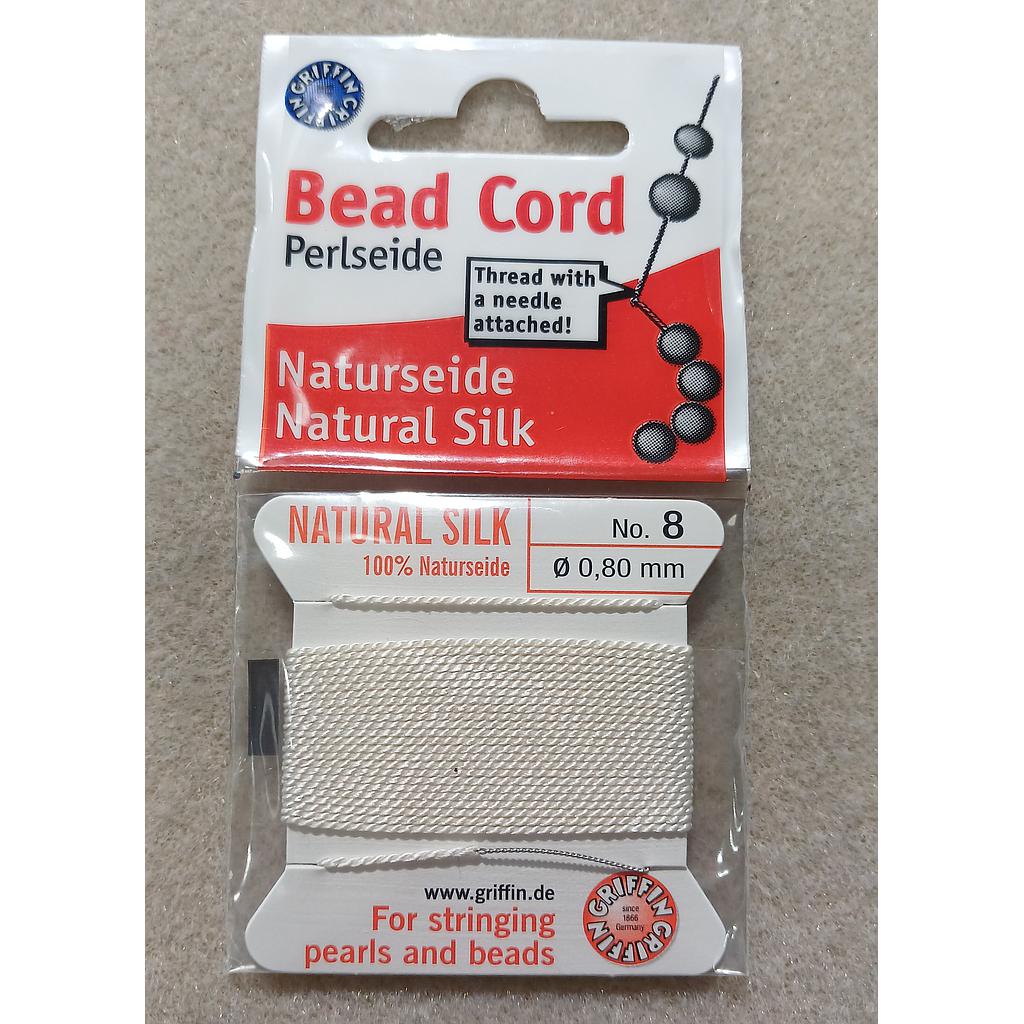 GRIFFIN GRIFFIN
Bead Cord
Perlseide
Thread with
a needle
attached!
Naturseide
Natural Silk
NATURAL SILK
100% Naturseide
No. 8
Ø 0,80 mm
www.griffin.de
For stringing
pearls and beads
GRIFFIN GRIFFIN
since
1866
Germany